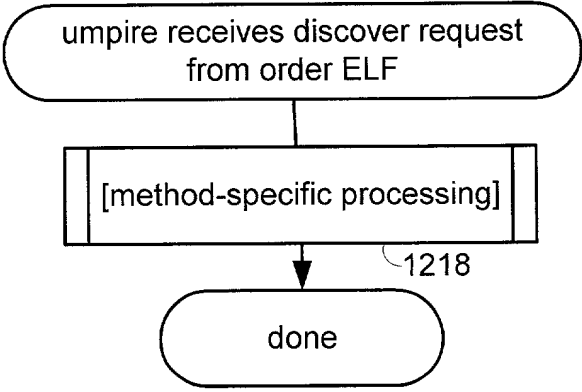 umpire receives discover request
from order ELF
[method-specific processing]
1218
done